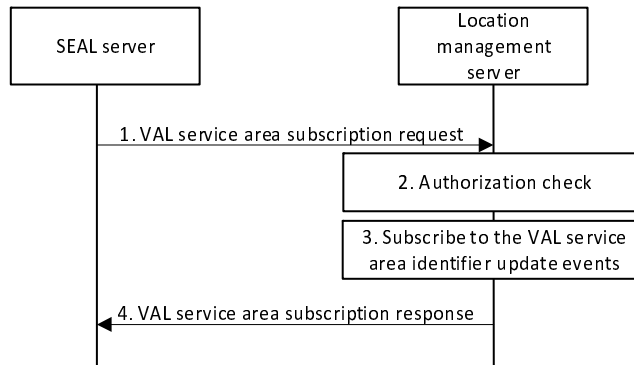 SEAL server
Location
management
server
1. VAL service area subscription request
2. Authorization check
3. Subscribe to the VAL service
area identifier update events
4. VAL service area subscription response